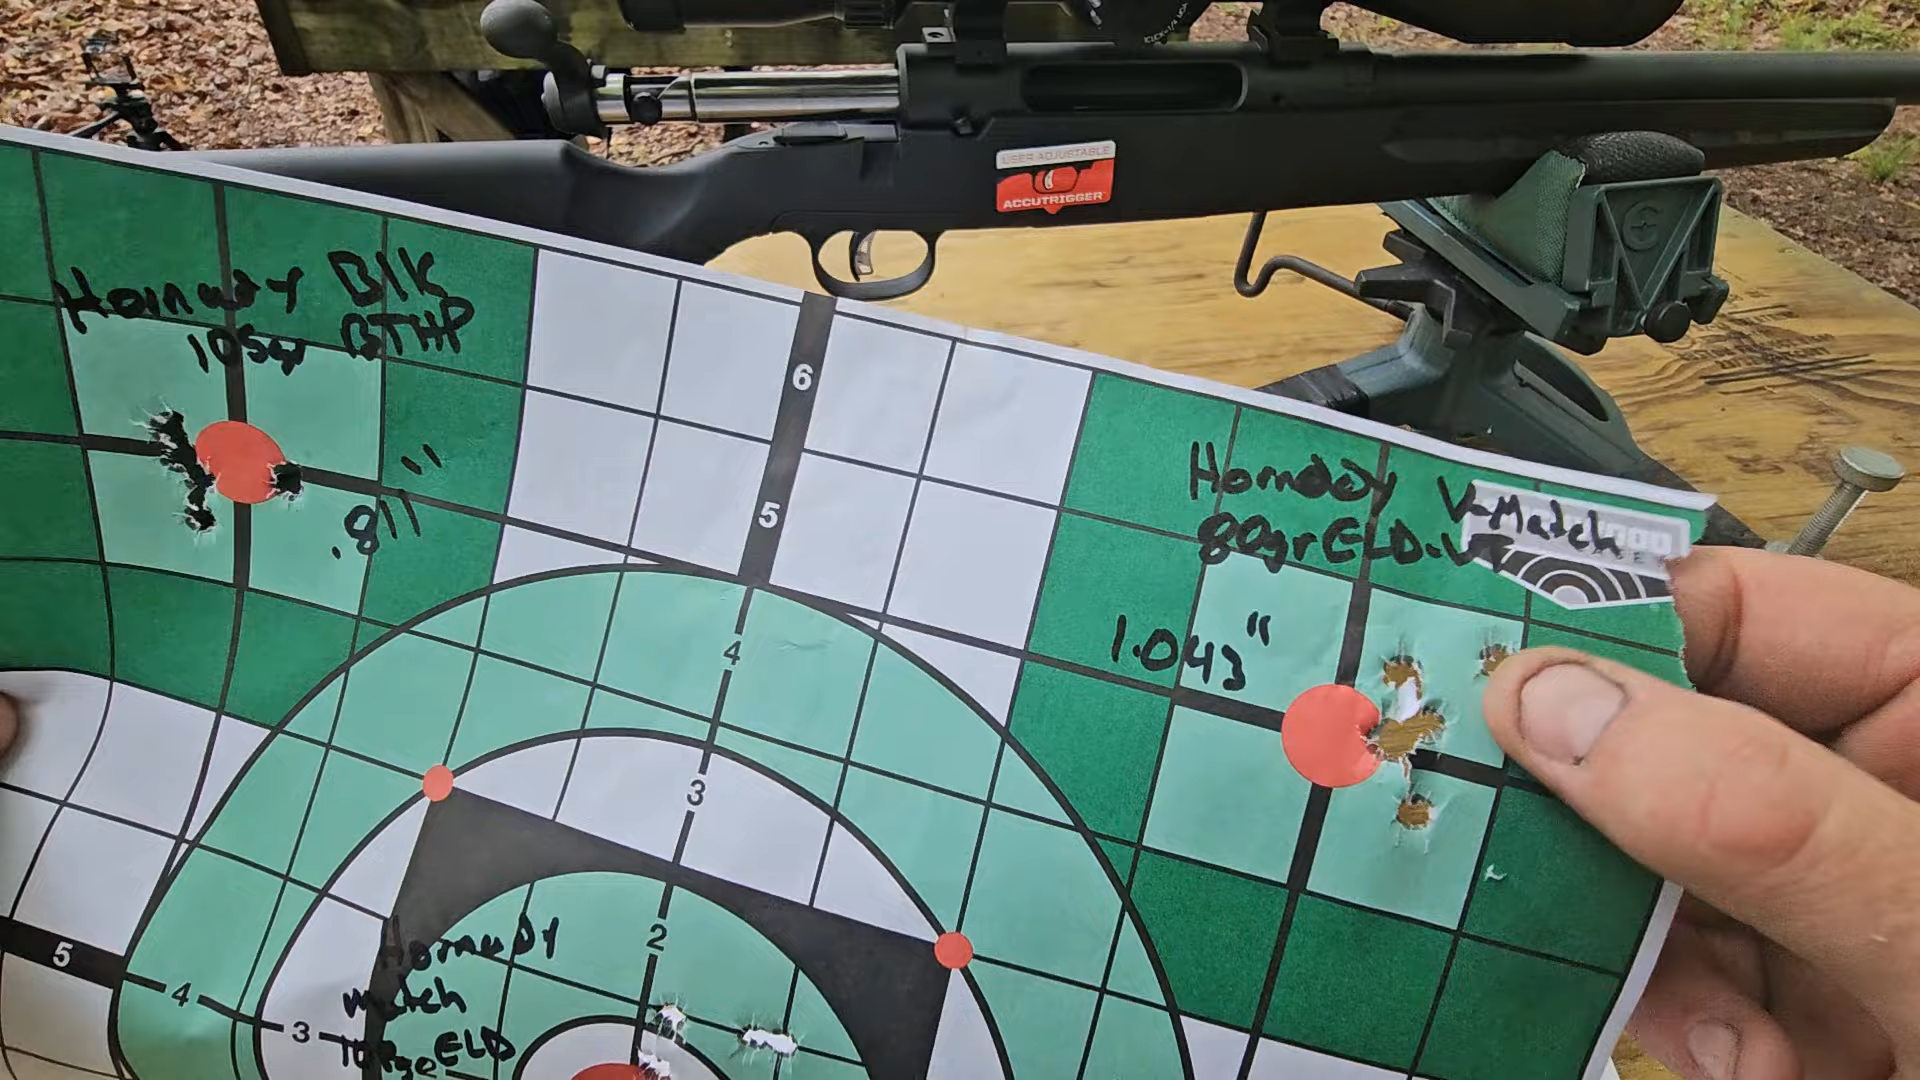 USER ADJUSTABLE
ACCUTRIGGER
Hornady Blk
105gr BTHP
.811"
6
5
4
3
2
Hornady V-Match
80gr ELD-VT
1.043"
Hornady
match
ELD
5
4
3